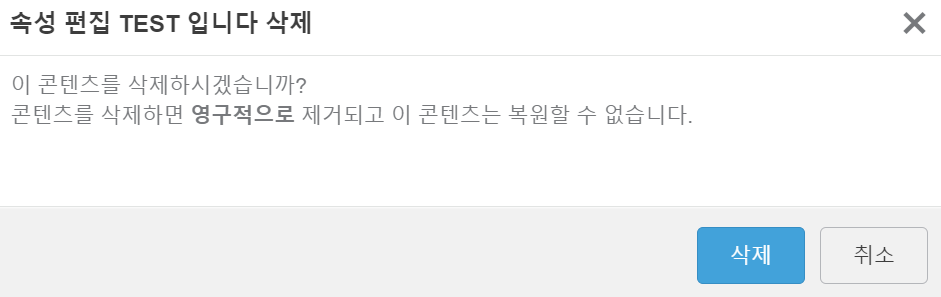 속성 편집 TEST 입니다 삭제
이 콘텐츠를 삭제하시겠습니까?
콘텐츠를 삭제하면 영구적으로 제거되고 이 콘텐츠는 복원할 수 없습니다.
삭제
취소